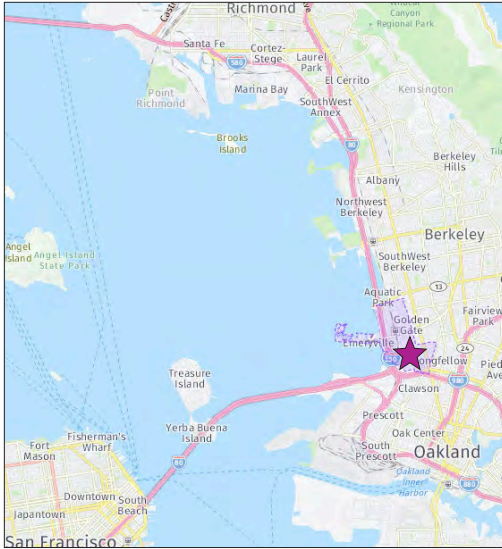 Richmond
Santa Fe
Cortez-
Stege
Laurel
Park
580
El Cerrito
Canyon
Regional Park
Kensington
Marina Bay
SouthWest
Annex
Point
Richmond
Brooks
Island
80
Berkeley
Hills
Albany
Northwest
Berkeley
Berkeley
SouthWest
Berkeley
Angel
Island
Angel Island
State Park
13
Aquatic
Park
Golden
Gate
Fairview
Park
Emeryville
24
Longfellow
Treasure
Island
580
Clawson
Yerba Buena
Island
Prescott
Oak Center
South
Prescott
Oakland
Fisherman's
Wharf
Fort
Mason
80
Oakland
Inner
Harbor
880
Downtown
South
Beach
Japantown
San Francisco